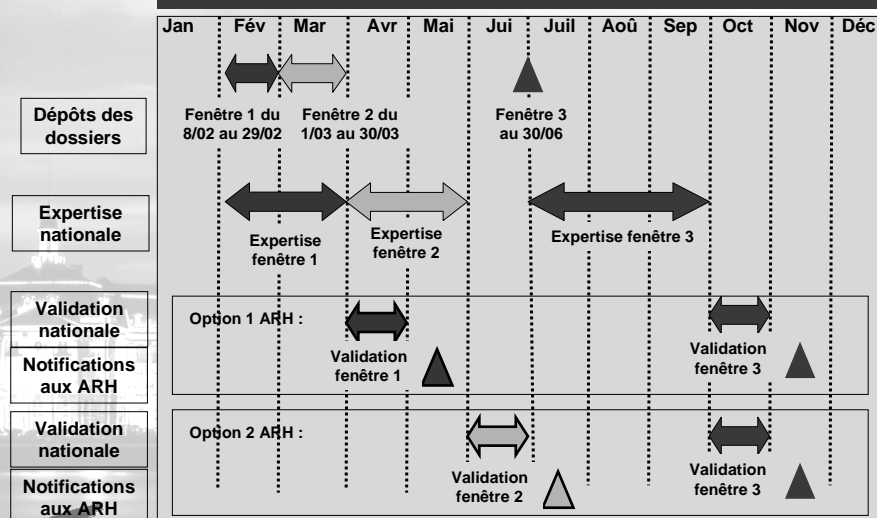 Jan Fév Mar Avr Mai Jui Juil Aoû Sep Oct Nov Déc
Dépôts des
dossiers
Fenêtre 1 du
8/02 au 29/02
Fenêtre 2 du
1/03 au 30/03
Fenêtre 3
au 30/06
Expertise
nationale
Expertise
fenêtre 1
Expertise
fenêtre 2
Expertise fenêtre 3
Validation
nationale
Option 1 ARH :
Validation
fenêtre 1
Validation
fenêtre 3
Notifications
aux ARH
Validation
nationale
Option 2 ARH :
Validation
fenêtre 2
Validation
fenêtre 3
Notifications
aux ARH